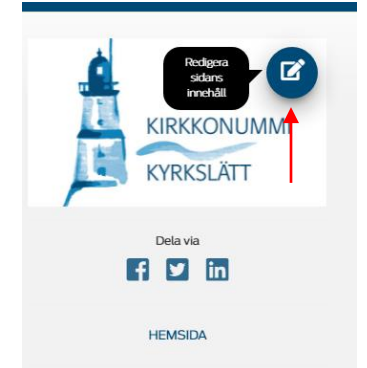 Redigera
sidans
innehåll
KIRKKONUMMI
KYRKSLÄTT
Dela via
HEMSIDA